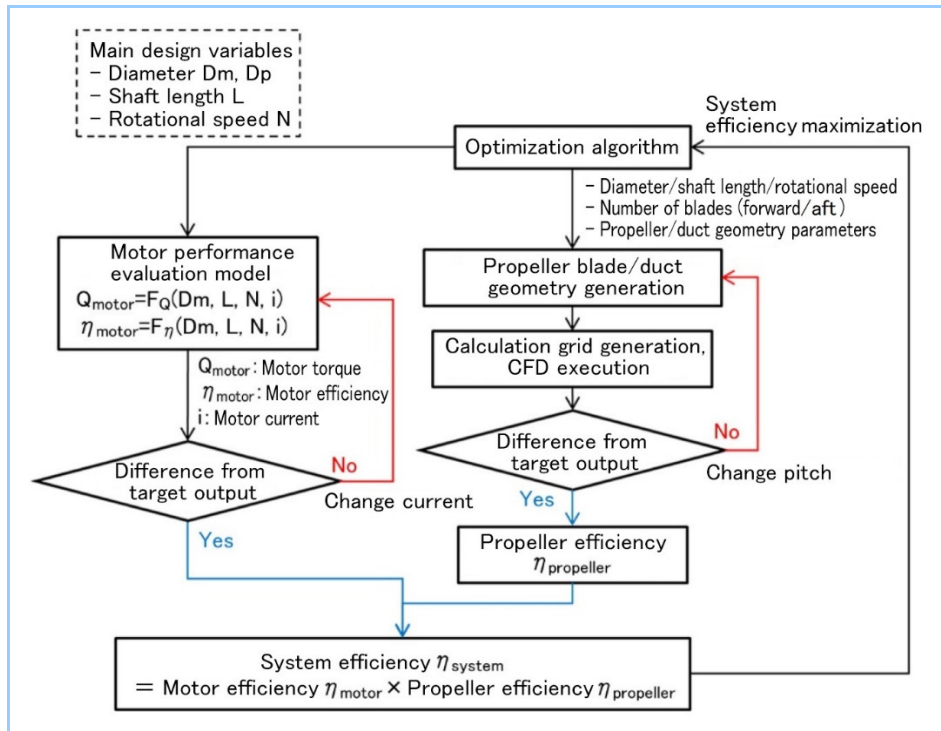 Main design variables
– Diameter Dm, Dp
– Shaft length L
– Rotational speed N
System
efficiency maximization
Optimization algorithm
– Diameter/shaft length/rotational speed
– Number of blades (forward/aft)
– Propeller/duct geometry parameters
Motor performance
evaluation model
Qmotor=FQ(Dm, L, N, i)
ηmotor=Fη(Dm, L, N, i)
Propeller blade/duct
geometry generation
Calculation grid generation,
CFD execution
Qmotor: Motor torque
ηmotor: Motor efficiency
i: Motor current
Difference from
target output
No
Change pitch
Yes
Difference from
target output
No
Change current
Yes
Propeller efficiency
ηpropeller
System efficiency ηsystem
= Motor efficiency ηmotor × Propeller efficiency ηpropeller